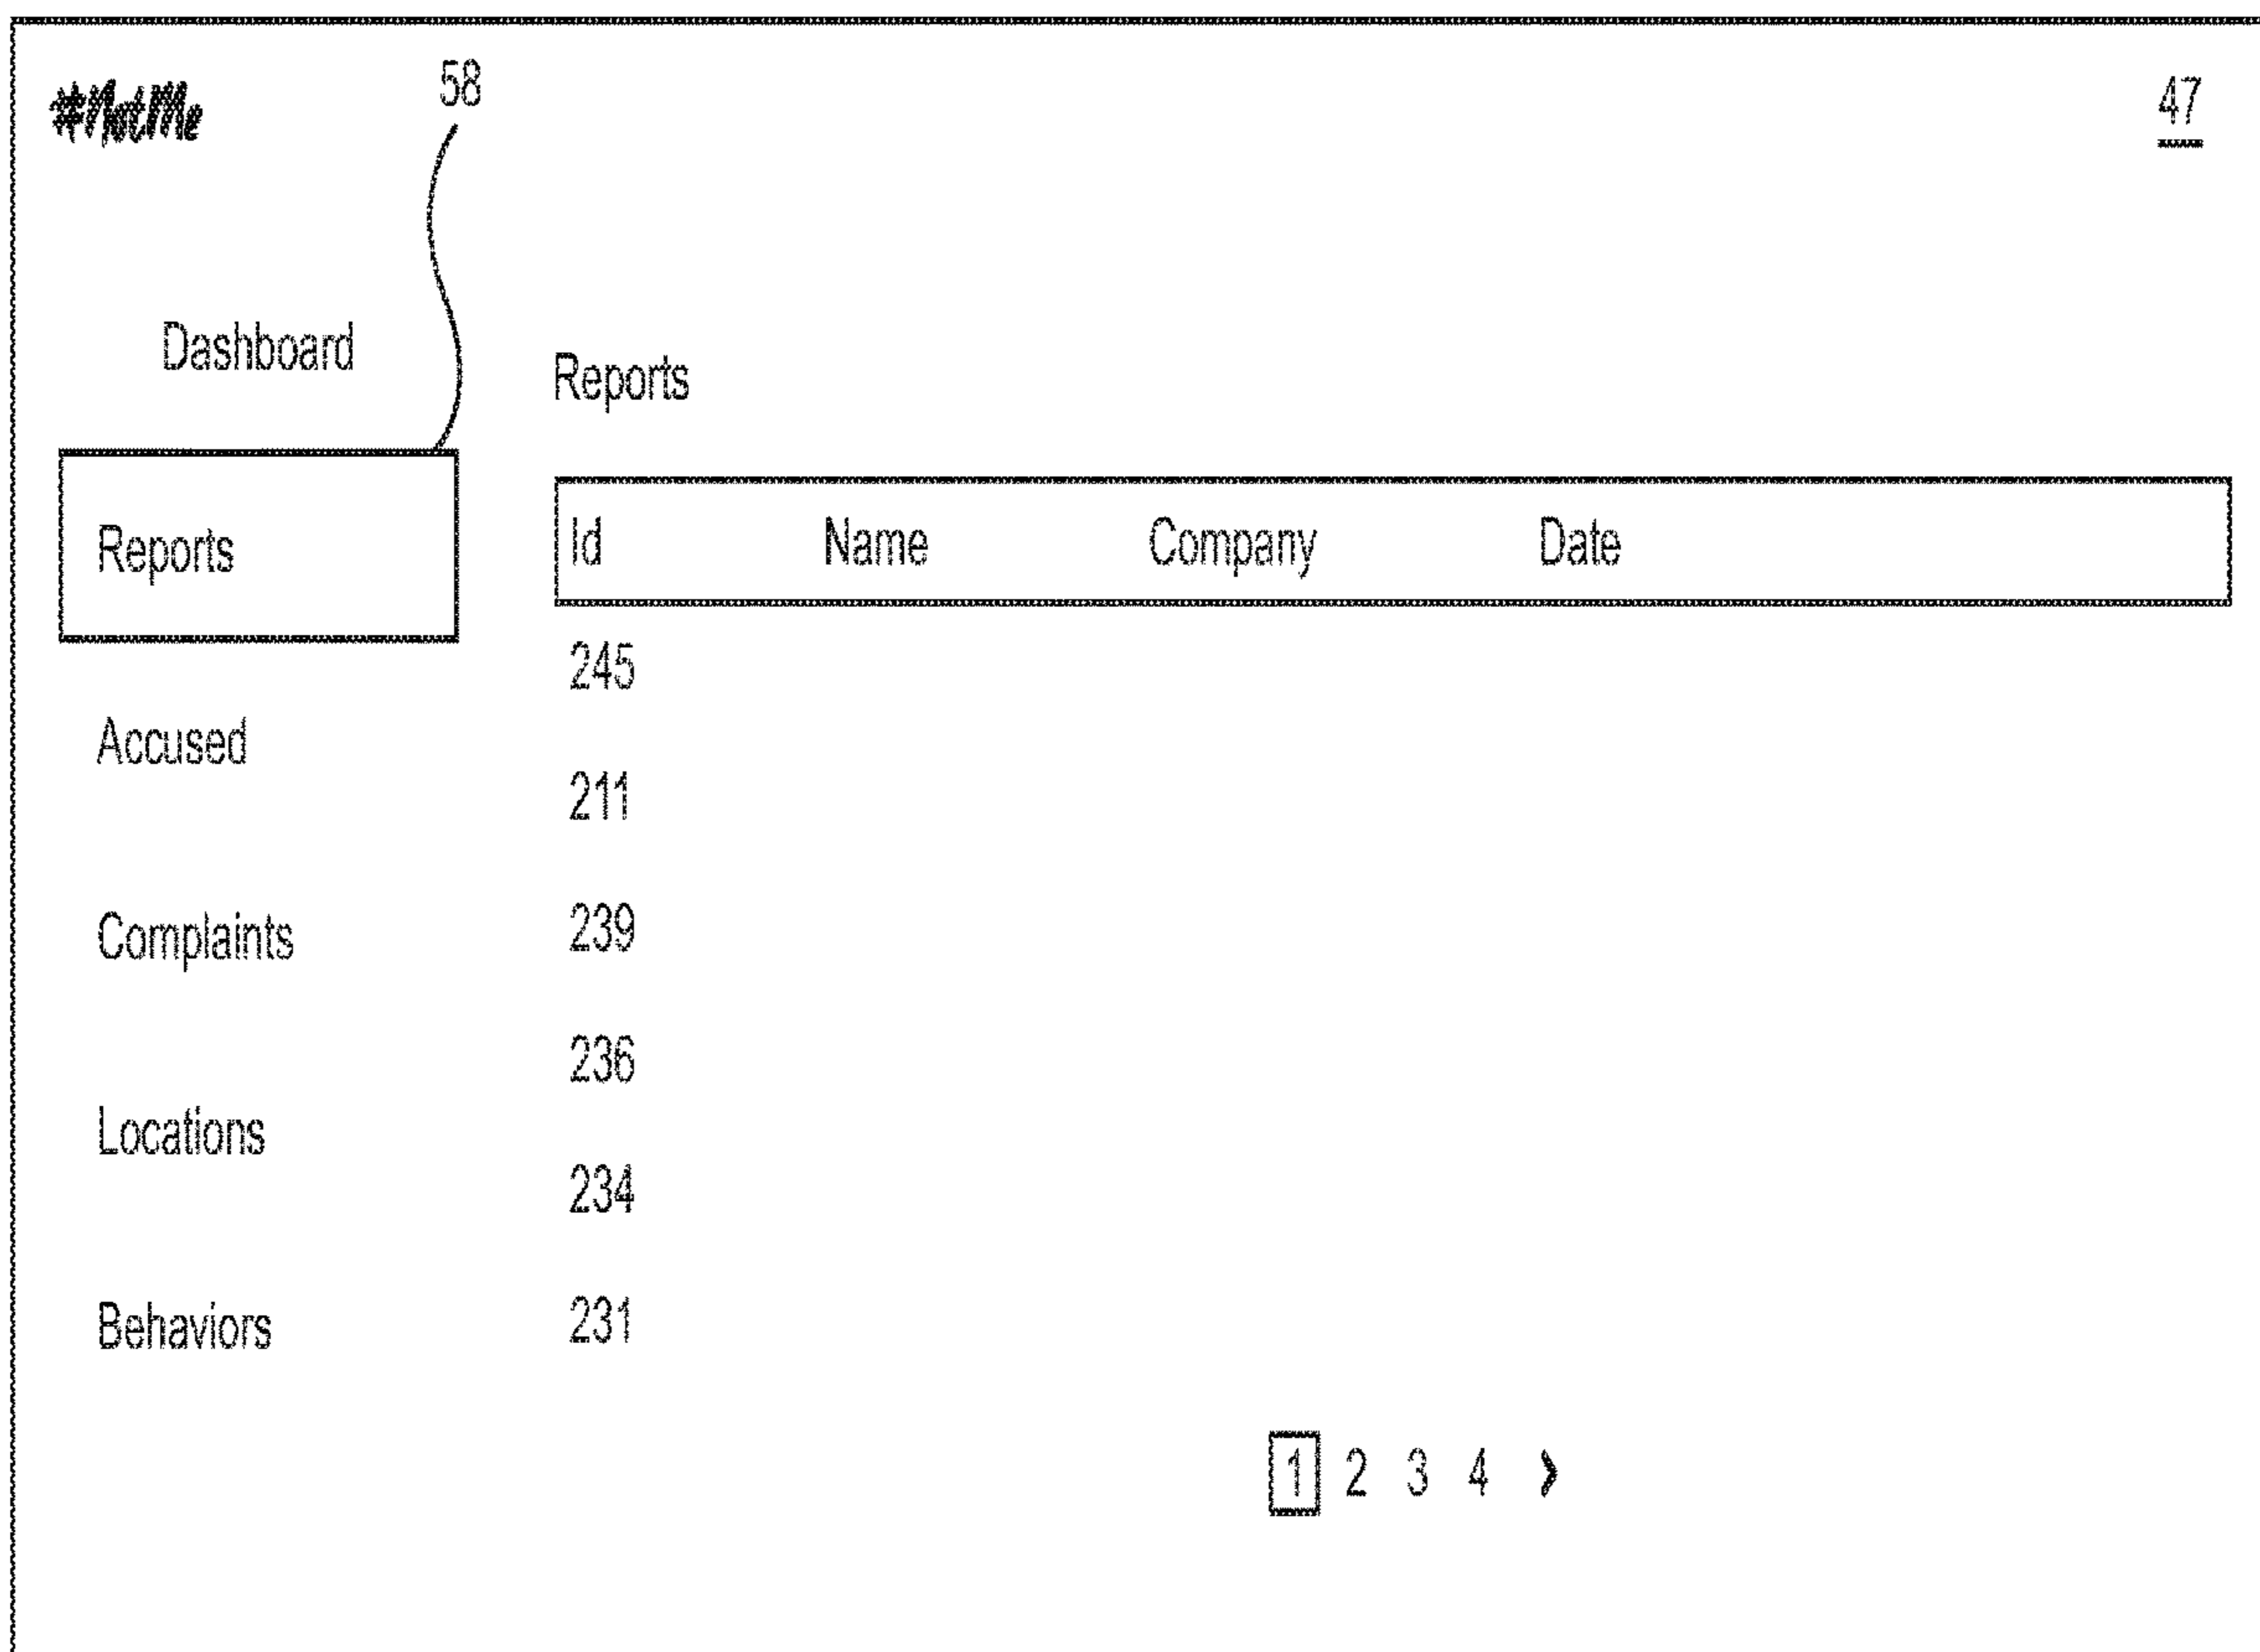 #NotMe
58
47
Dashboard
Reports
Accused
Complaints
Locations
Behaviors
Reports
Id Name Company Date
245
211
239
236
234
231
1 2 3 4 >